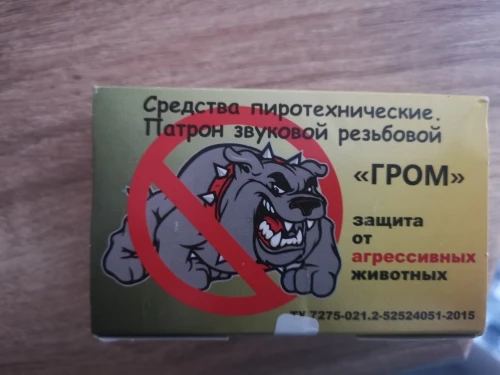 Средства пиротехнические.
Патрон звуковой резьбовой
«ГРОМ»
защита
от
агрессивных
животных
ТУ 7275-021.2-52524051-2015